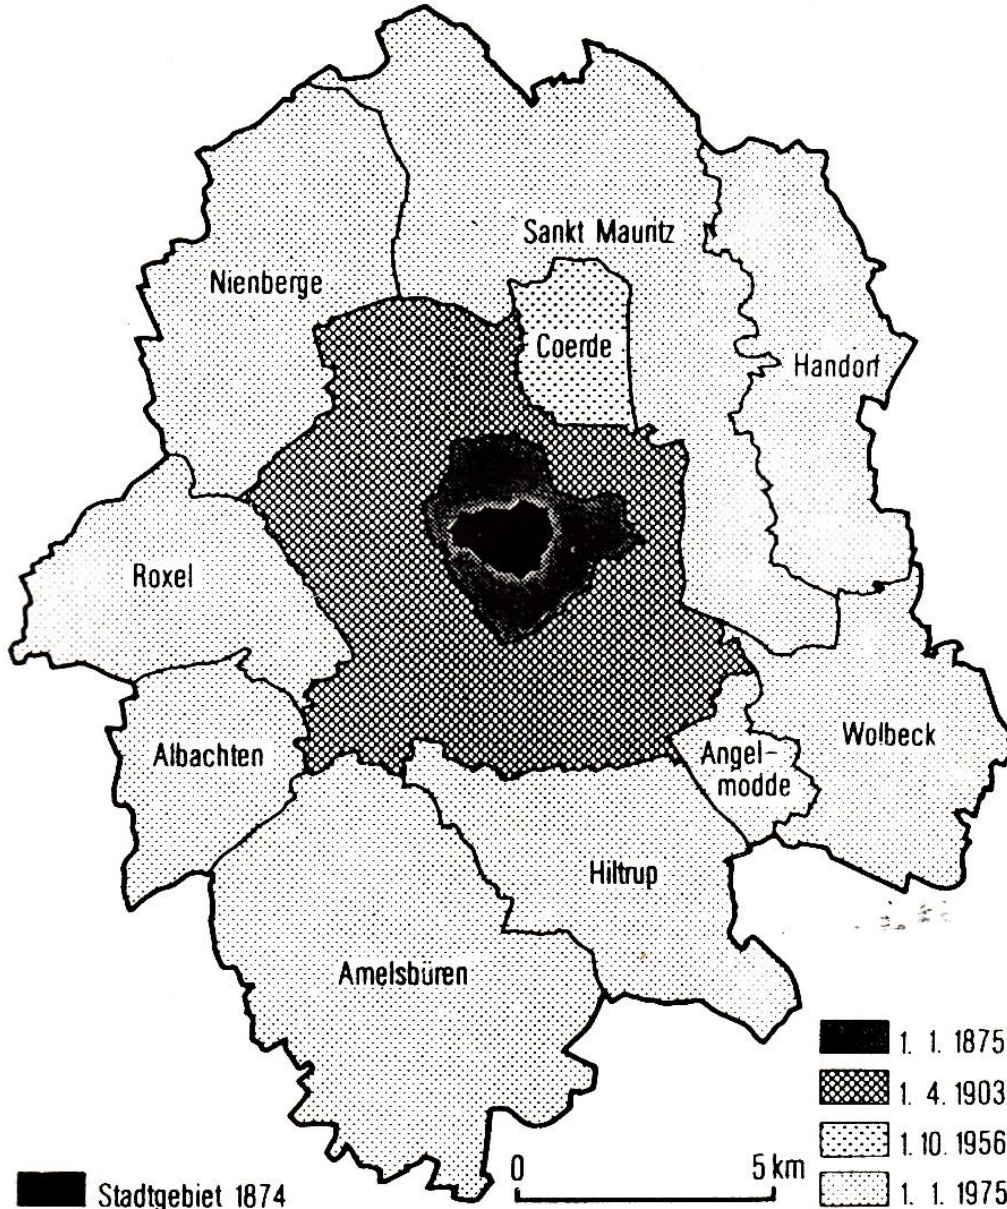 Sankt Mauritz
Nienberge
Coerde
Handorf
Roxel
Wolbeck
Albachten
Angel-
modde
Hiltrup
Amelsbüren
1. 1. 1875
1. 4. 1903
1. 10. 1956
1. 1. 1975
0 5 km
Stadtgebiet 1874